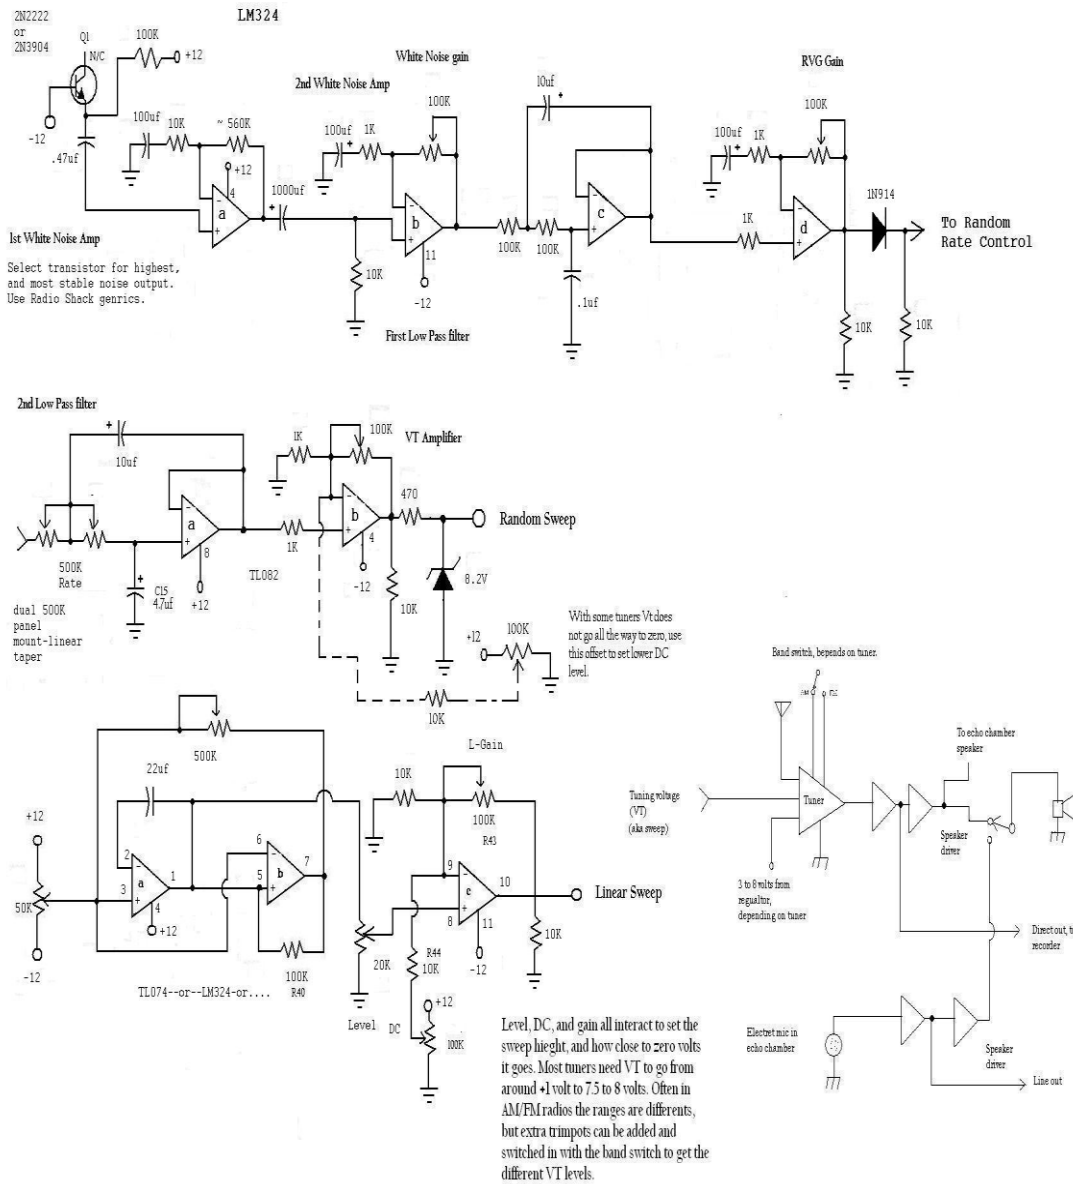 2N2222
or
2N3904
LM324
Q1
N/C
100K
+12
-12
.47uf
100uf
10K
~ 560K
+12
4
a
1000uf
10K
1st White Noise Amp
Select transistor for highest,
and most stable noise output.
Use Radio Shack genrics.
2nd White Noise Amp
White Noise gain
100uf
1K
100K
b
11
-12
First Low Pass filter
10uf
100K
100K
c
.1uf
RVG Gain
100uf
1K
100K
1K
d
1N914
10K
10K
To Random
Rate Control
2nd Low Pass filter
10uf
a
8
+12
500K
Rate
C15
4.7uf
TL082
dual 500K
panel
mount-linear
taper
1K
100K
VT Amplifier
1K
b
4
-12
470
10K
8.2V
Random Sweep
+12
100K
10K
With some tuners Vt does
not go all the way to zero, use
this offset to set lower DC
level.
500K
22uf
+12
50K
-12
2
3
a
1
4
+12
6
5
b
7
100K
R40
TL074--or--LM324-or....
20K
Level
10K
L-Gain
100K
R43
9
8
c
10
11
-12
R44
10K
DC
+12
100K
10K
Linear Sweep
Level, DC, and gain all interact to set the
sweep hieght, and how close to zero volts
it goes. Most tuners need VT to go from
around +1 volt to 7.5 to 8 volts. Often in
AM/FM radios the ranges are differents,
but extra trimpots can be added and
switched in with the band switch to get the
different VT levels.
Band switch, bepends on tuner.
Tuning voltage
(VT)
(aka sweep)
Tuner
3 to 8 volts from
regualtor,
depending on tuner
To echo chamber
speaker
Speaker
driver
Direct out, t
recorder
Electret mic in
echo chamber
Speaker
driver
Line out